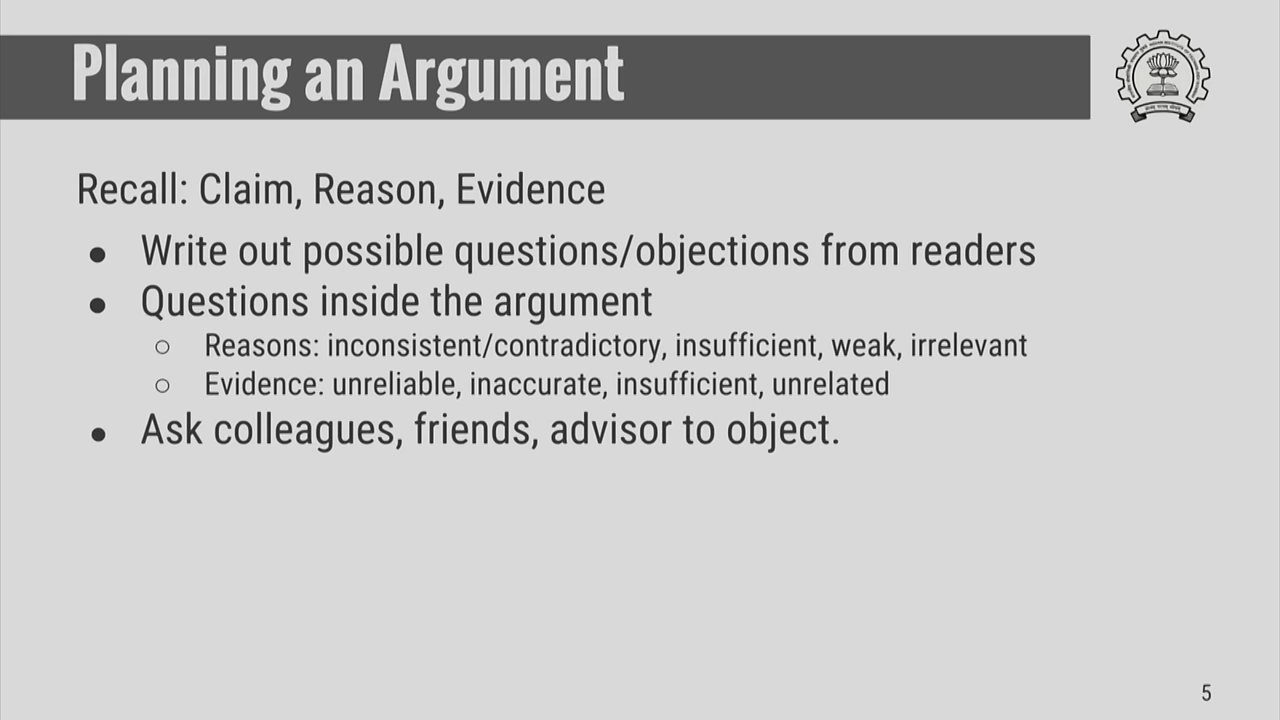 Planning an Argument
Recall: Claim, Reason, Evidence
● Write out possible questions/objections from readers
● Questions inside the argument
○ Reasons: inconsistent/contradictory, insufficient, weak, irrelevant
○ Evidence: unreliable, inaccurate, insufficient, unrelated
● Ask colleagues, friends, advisor to object.
5